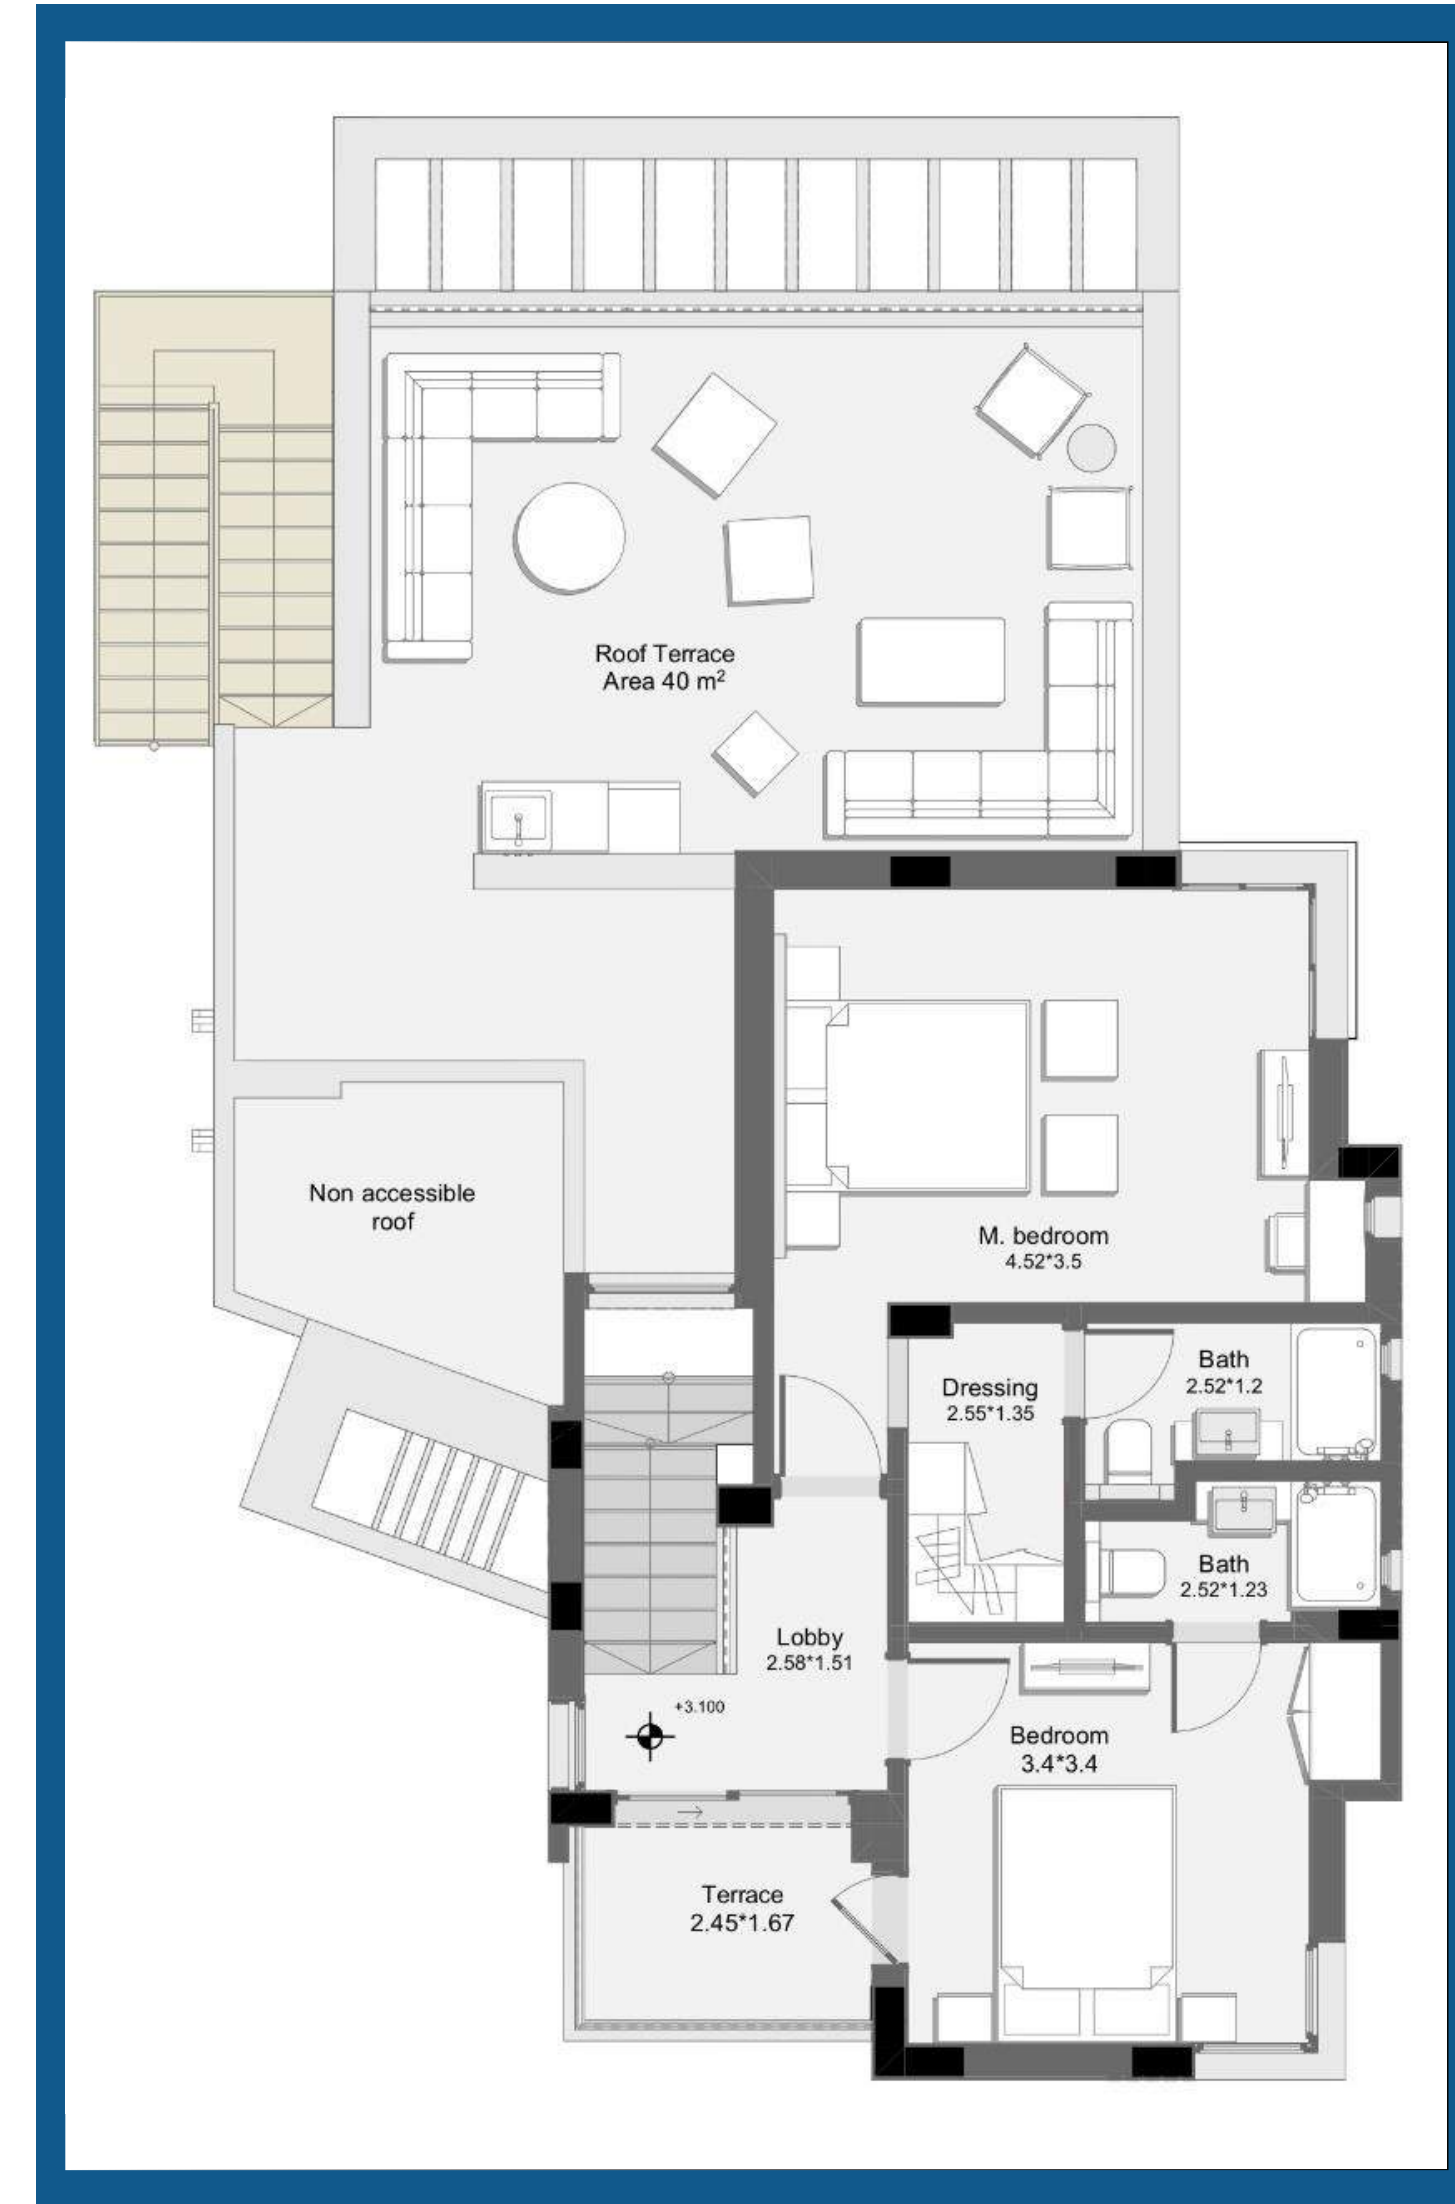 Roof Terrace
Area 40 m²
Non accessible
roof
M. bedroom
4.52*3.5
Dressing
2.55*1.35
Bath
2.52*1.2
Bath
2.52*1.23
Lobby
2.58*1.51
+3.100
Bedroom
3.4*3.4
Terrace
2.45*1.67